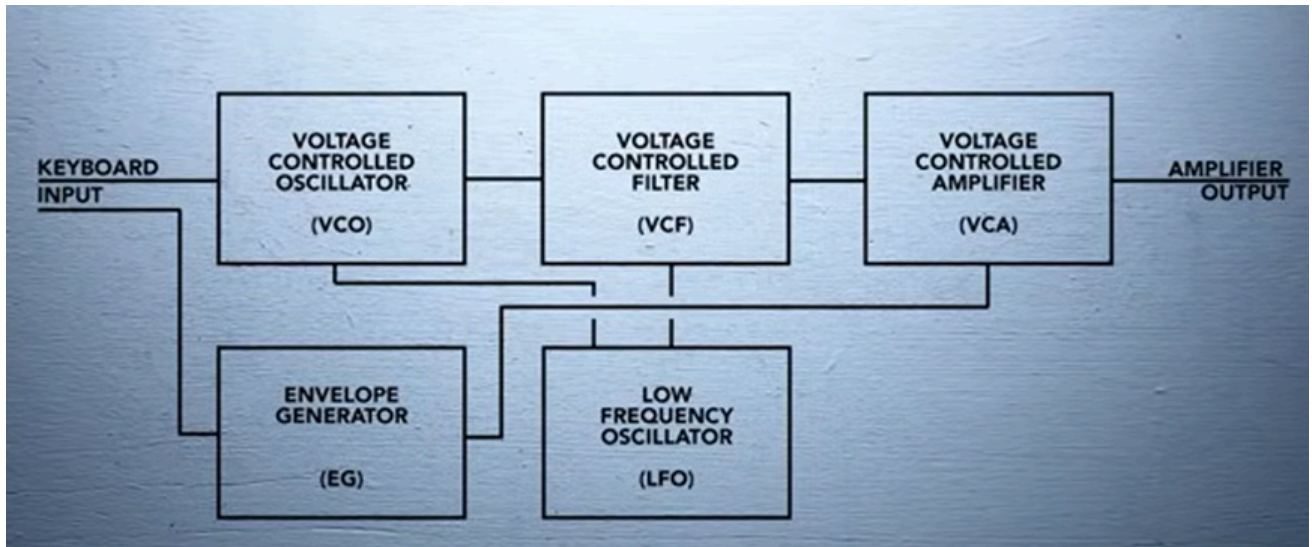 KEYBOARD
INPUT
VOLTAGE
CONTROLLED
OSCILLATOR
(VCO)
VOLTAGE
CONTROLLED
FILTER
(VCF)
VOLTAGE
CONTROLLED
AMPLIFIER
(VCA)
AMPLIFIER
OUTPUT
ENVELOPE
GENERATOR
(EG)
LOW
FREQUENCY
OSCILLATOR
(LFO)